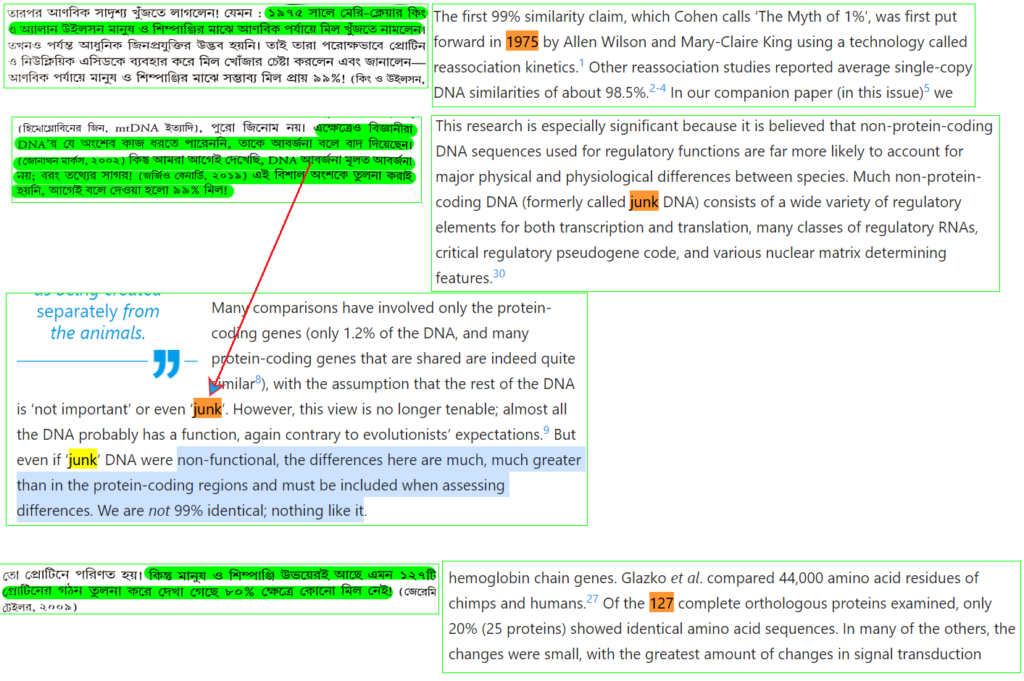 তারপর আণবিক সাদৃশ্য খুঁজতে লাগলেন! যেমন : ১৯৭৫ সালে মেরি-ক্লেয়ার কিং
ও অ্যালান উইলসন মানুষ ও শিম্পাঞ্জির মাঝে আণবিক পর্যায়ে মিল খুঁজতে নামলেন।
তখনও পর্যন্ত আধুনিক জিনপ্রযুক্তির উদ্ভব হয়নি। তাই তারা পরোক্ষভাবে প্রোটিন
ও নিউক্লিয়িক এসিডকে ব্যবহার করে মিল খোঁজার চেষ্টা করলেন এবং জানালেন—
আণবিক পর্যায়ে মানুষ ও শিম্পাঞ্জির মাঝে সম্ভাব্য মিল প্রায় ৯৯%! (কিং ও উইলসন,
The first 99% similarity claim, which Cohen calls ‘The Myth of 1%’, was first put
forward in 1975 by Allen Wilson and Mary-Claire King using a technology called
reassociation kinetics.1 Other reassociation studies reported average single-copy
DNA similarities of about 98.5%.2-4 In our companion paper (in this issue)5 we
(হিমোগ্লোবিনের জিন, mtDNA ইত্যাদি), পুরো জিনোম নয়। এক্ষেত্রেও বিজ্ঞানীরা
DNA'র যে অংশের কাজ ধরতে পারেননি, তাকে আবর্জনা বলে বাদ দিয়েছেন।
(জোনাথন মার্কস, ২০০২) কিন্তু আমরা আগেই দেখেছি, DNA আবর্জনা মূলত আবর্জনা
নয়; বরং তথ্যের সাগর! (জর্জিও বেনার্ডি, ২০১৯) এই বিশাল অংশকে তুলনা করাই
হয়নি, আগেই বলে দেওয়া হলো ৯৯% মিল!
This research is especially significant because it is believed that non-protein-coding
DNA sequences used for regulatory functions are far more likely to account for
major physical and physiological differences between species. Much non-protein-
coding DNA (formerly called junk DNA) consists of a wide variety of regulatory
elements for both transcription and translation, many classes of regulatory RNAs,
critical regulatory pseudogene code, and various nuclear matrix determining
features.30
as being created
separately from
the animals.
”
Many comparisons have involved only the protein-
coding genes (only 1.2% of the DNA, and many
protein-coding genes that are shared are indeed quite
similar8), with the assumption that the rest of the DNA
is ‘not important’ or even ‘junk’. However, this view is no longer tenable; almost all
the DNA probably has a function, again contrary to evolutionists’ expectations.9 But
even if ‘junk’ DNA were non-functional, the differences here are much, much greater
than in the protein-coding regions and must be included when assessing
differences. We are not 99% identical; nothing like it.
তো প্রোটিনে পরিণত হয়। কিন্তু মানুষ ও শিম্পাঞ্জি উভয়েরই আছে এমন ১২৭টি
প্রোটিনের গঠন তুলনা করে দেখা গেছে ৮০% ক্ষেত্রে কোনো মিল নেই! (জেরেমি
টেইলর, ২০০৯)
hemoglobin chain genes. Glazko et al. compared 44,000 amino acid residues of
chimps and humans.27 Of the 127 complete orthologous proteins examined, only
20% (25 proteins) showed identical amino acid sequences. In many of the others, the
changes were small, with the greatest amount of changes in signal transduction